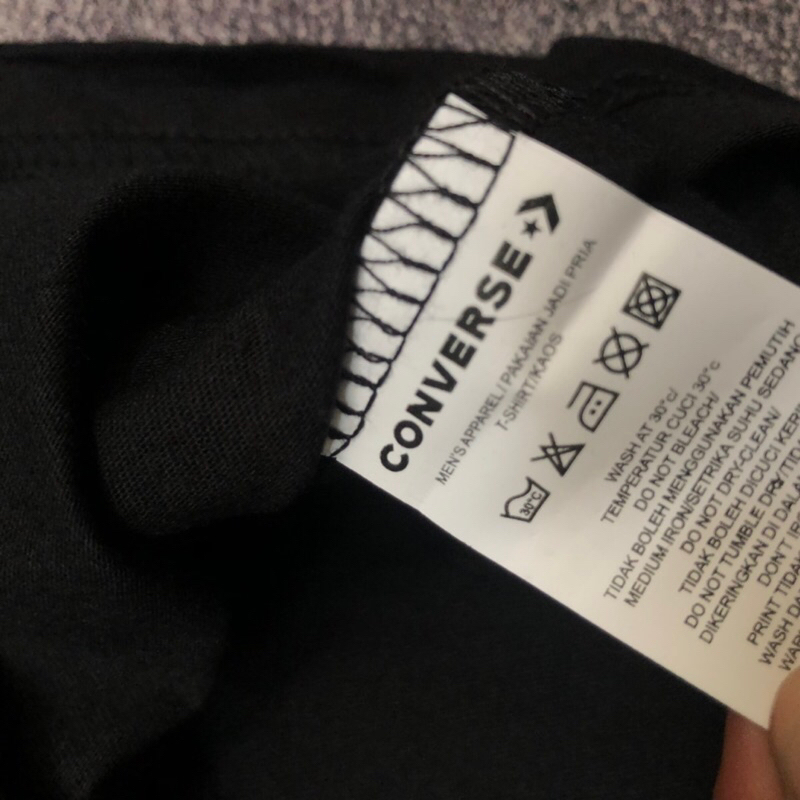 CONVERSE
MEN'S APPAREL/PAKAIAN JADI PRIA
T-SHIRT/KAOS
30°C
WASH AT 30°C/
TEMPERATUR CUCI 30°C
DO NOT BLEACH/
TIDAK BOLEH MENGGUNAKAN PEMUTIH
MEDIUM IRON/SETRIKA SUHU SEDANG
DO NOT DRY-CLEAN/
TIDAK BOLEH DICUCI
DO NOT TUMBLE DRY/
DIKERINGKAN DI
DON'T
PRINT TIDAK
WASH